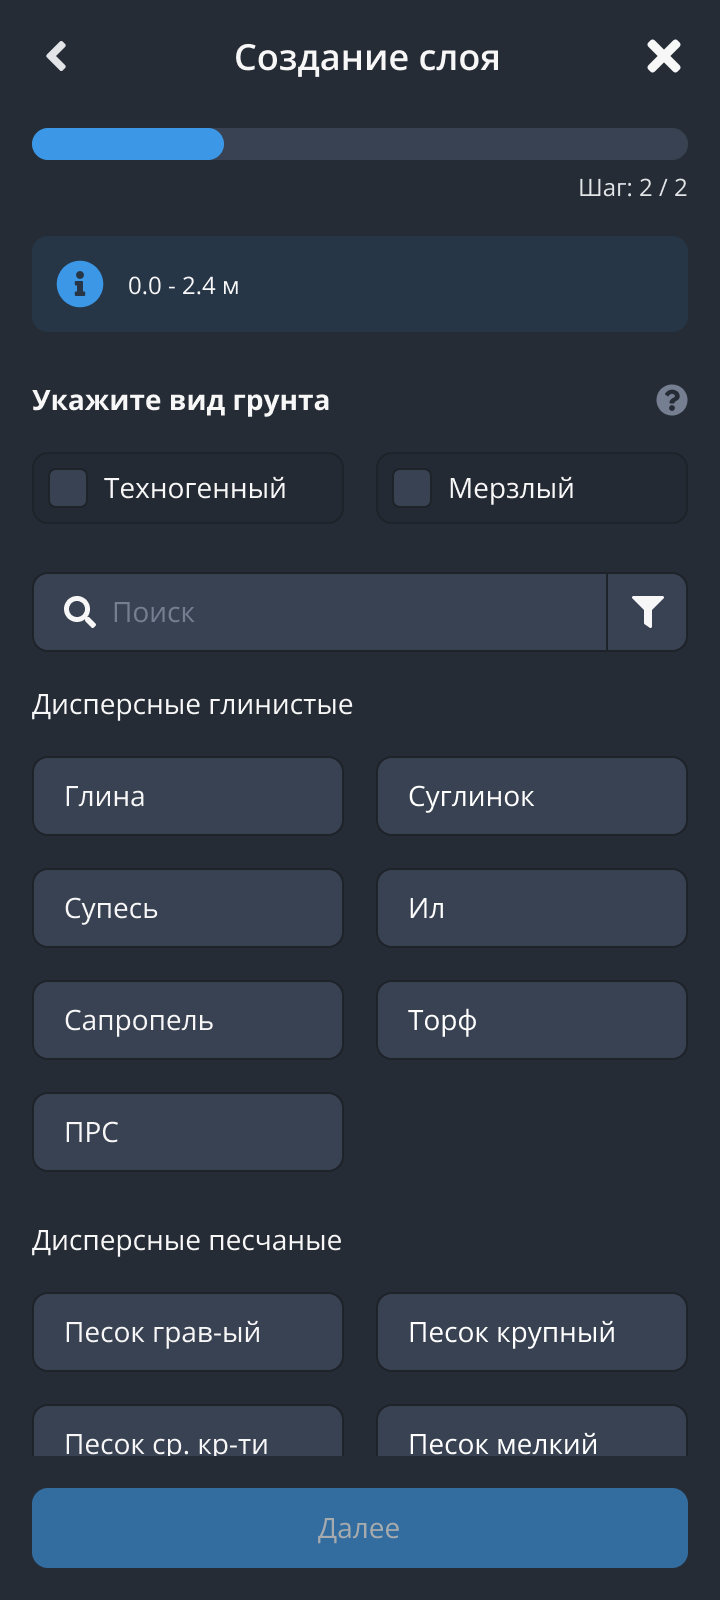 Создание слоя
Шаг: 2 / 2
0.0 - 2.4 м
Укажите вид грунта
Техногенный
Мерзлый
Поиск
Дисперсные глинистые
Глина
Суглинок
Супесь
Ил
Сапропель
Торф
ПРС
Дисперсные песчаные
Песок грав-ый
Песок крупный
Песок ср. кр-ти
Песок мелкий
Далее